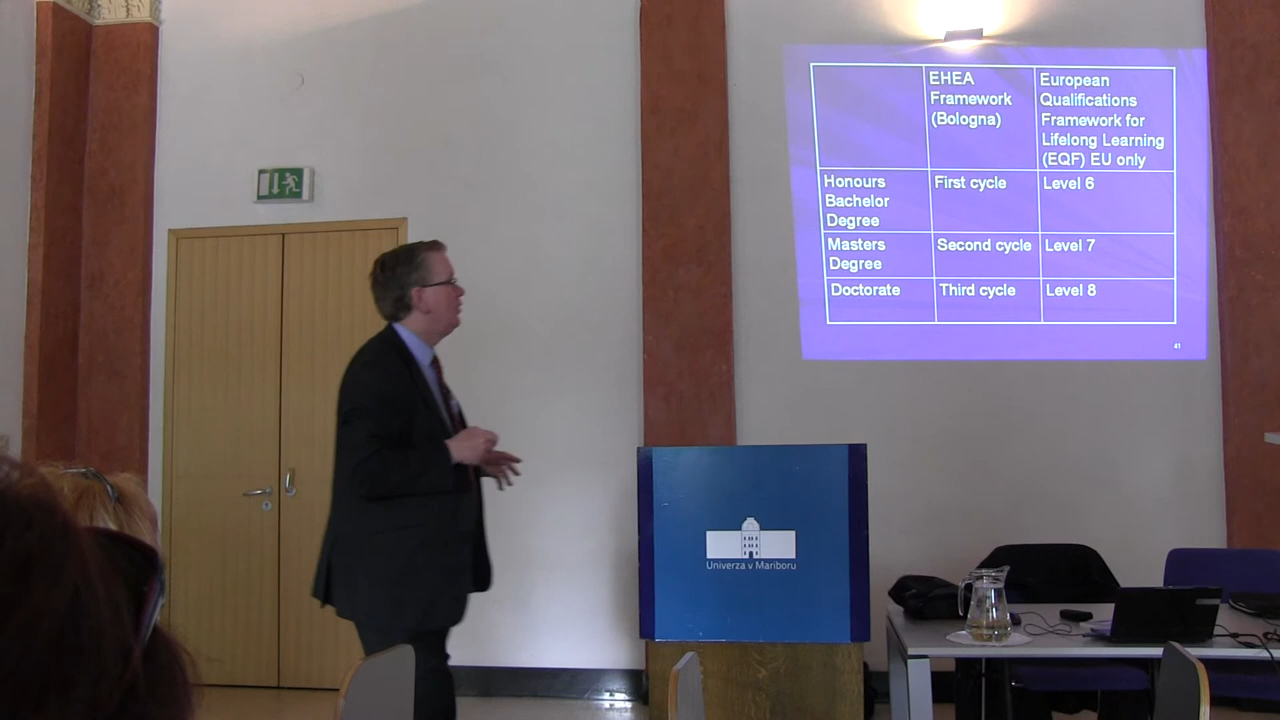 EHEA
Framework
(Bologna)
European
Qualifications
Framework for
Lifelong Learning
(EQF) EU only
Honours
Bachelor
Degree
First cycle
Level 6
Masters
Degree
Second cycle
Level 7
Doctorate
Third cycle
Level 8
41
Univerza v Mariboru